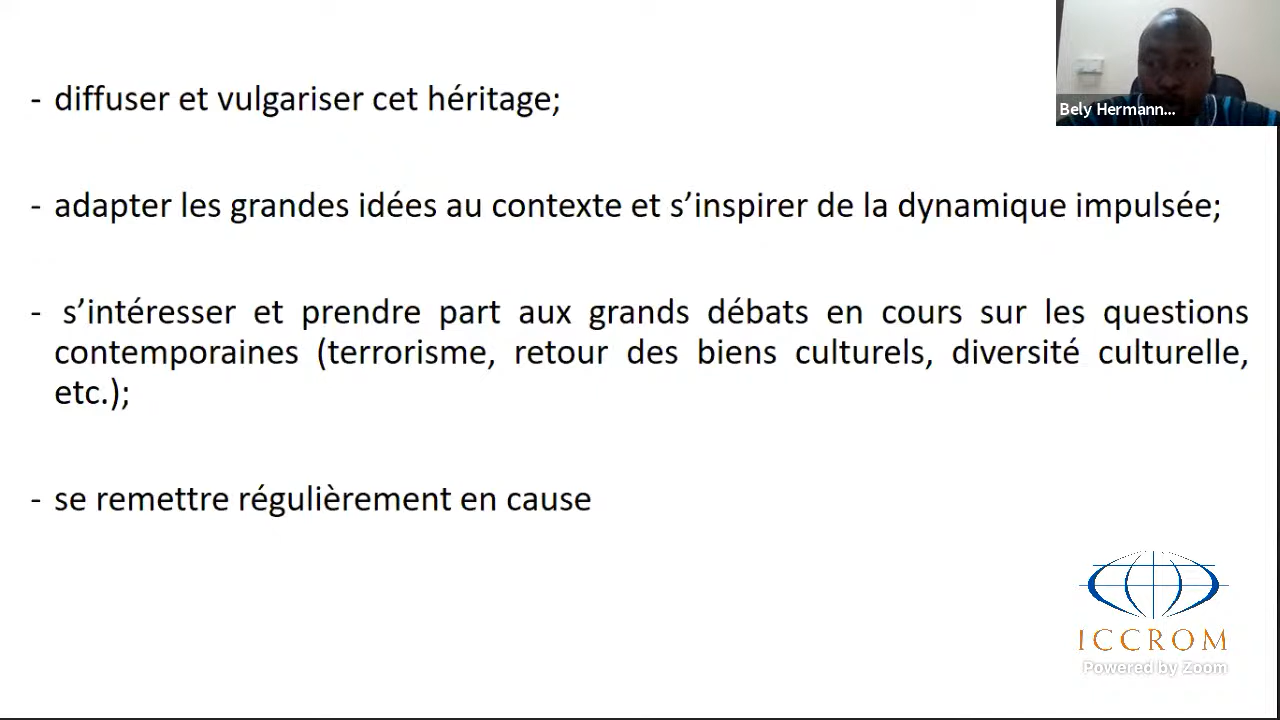 - diffuser et vulgariser cet héritage;
Bely Hermann...
- adapter les grandes idées au contexte et s’inspirer de la dynamique impulsée;
- s’intéresser et prendre part aux grands débats en cours sur les questions
contemporaines (terrorisme, retour des biens culturels, diversité culturelle,
etc.);
- se remettre régulièrement en cause
ICCROM
Powered by Zoom